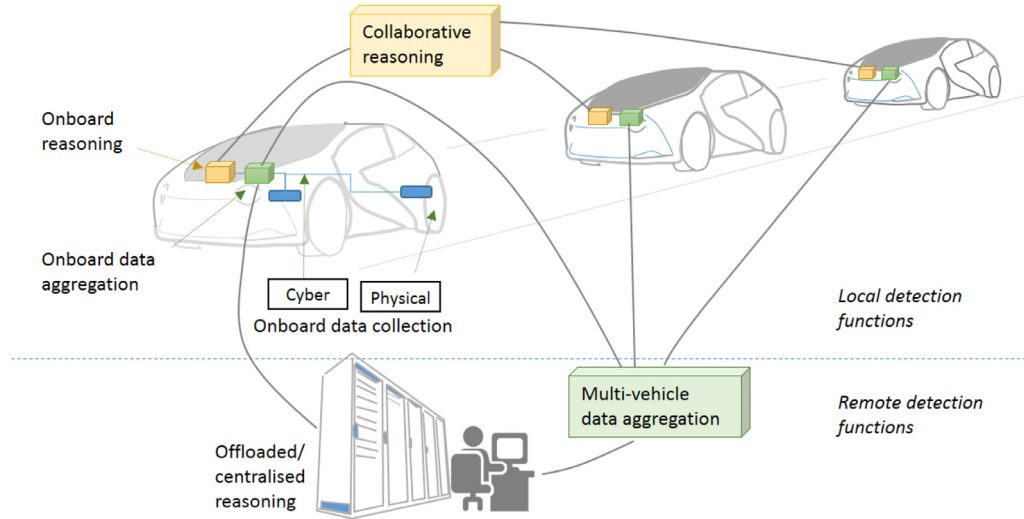 Collaborative
reasoning
Onboard
reasoning
Onboard data
aggregation
Cyber
Physical
Onboard data collection
Local detection
functions
Multi-vehicle
data aggregation
Remote detection
functions
Offloaded/
centralised
reasoning